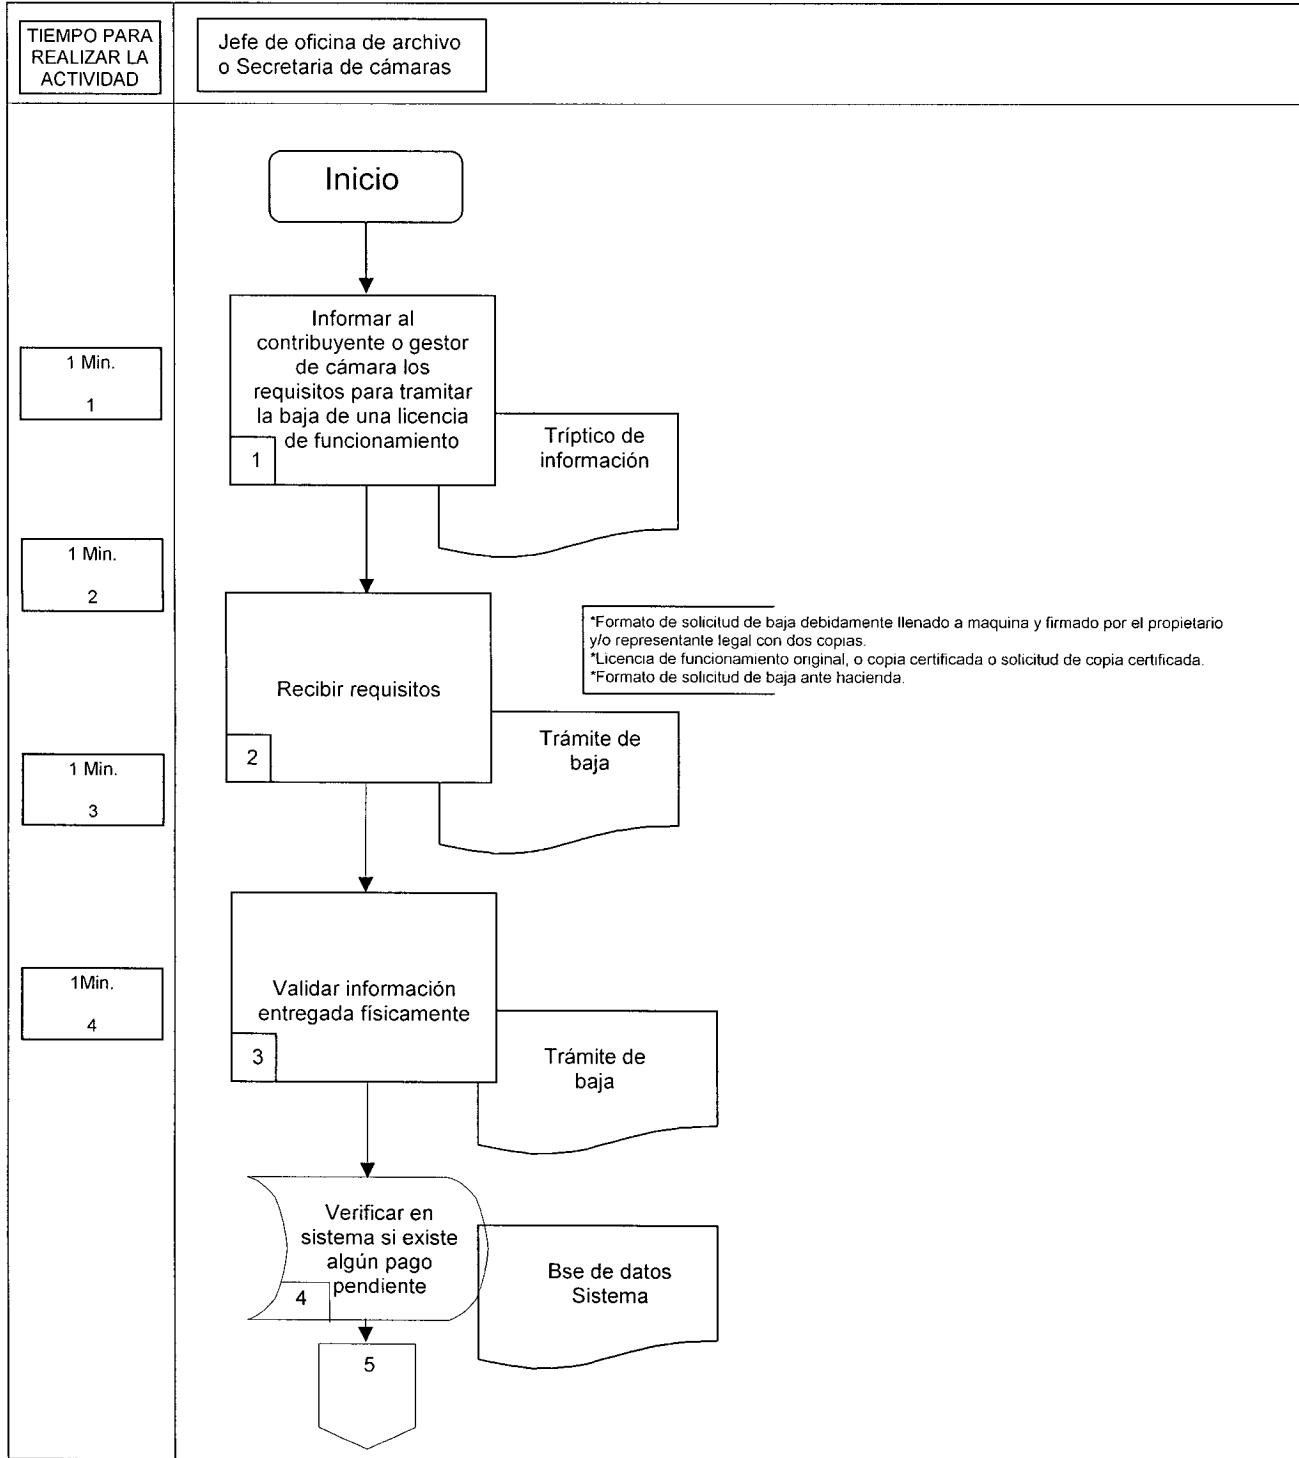 TIEMPO PARA
REALIZAR LA
ACTIVIDAD
Jefe de oficina de archivo
o Secretaria de cámaras
Inicio
1 Min.
1
Informar al
contribuyente o gestor
de cámara los
requisitos para tramitar
la baja de una licencia
de funcionamiento
1
Tríptico de
información
1 Min.
2
Recibir requisitos
2
*Formato de solicitud de baja debidamente llenado a maquina y firmado por el propietario
y/o representante legal con dos copias.
*Licencia de funcionamiento original, o copia certificada o solicitud de copia certificada.
*Formato de solicitud de baja ante hacienda.
Trámite de
baja
1 Min.
3
Validar información
entregada físicamente
3
Trámite de
baja
1Min.
4
Verificar en
sistema si existe
algún pago
pendiente
4
Bse de datos
Sistema
5